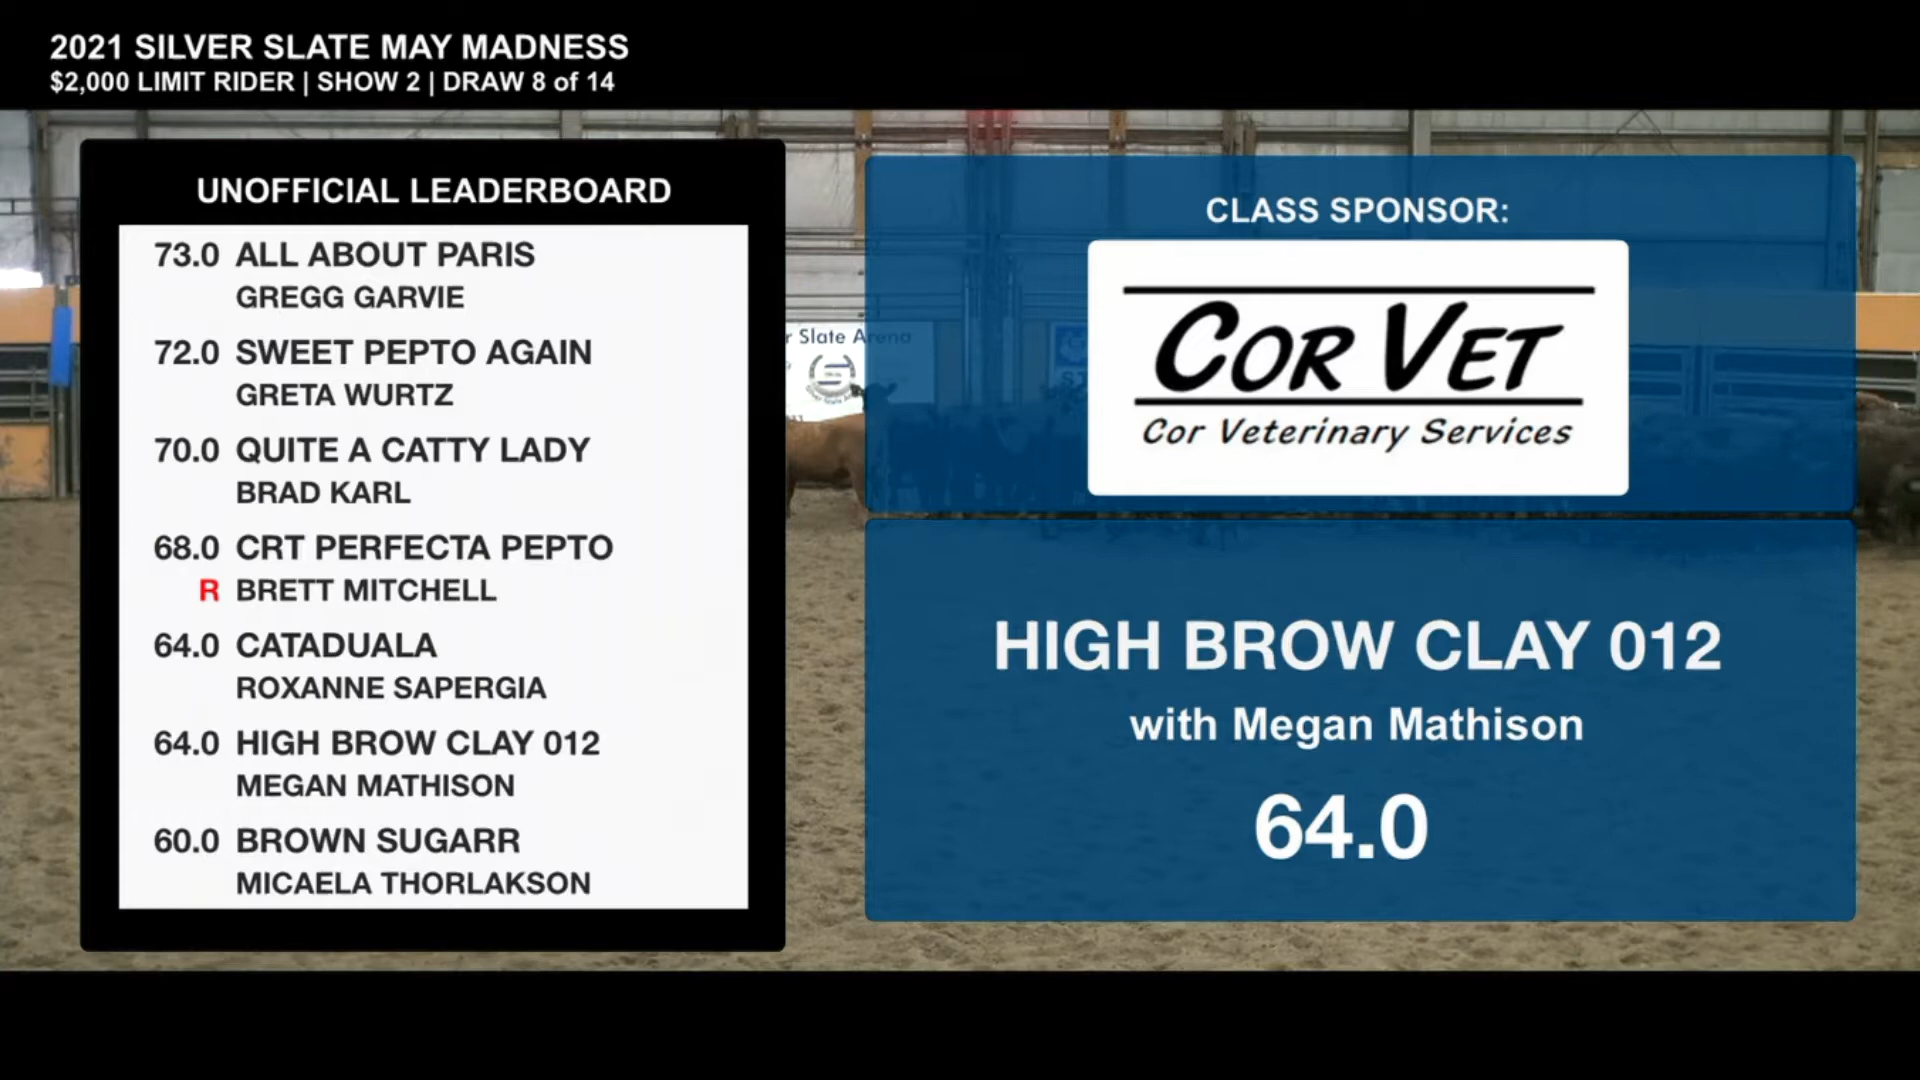 2021 SILVER SLATE MAY MADNESS
$2,000 LIMIT RIDER | SHOW 2 | DRAW 8 of 14
UNOFFICIAL LEADERBOARD
73.0 ALL ABOUT PARIS
GREGG GARVIE
72.0 SWEET PEPTO AGAIN
GRETA WURTZ
70.0 QUITE A CATTY LADY
BRAD KARL
68.0 CRT PERFECTA PEPTO
R BRETT MITCHELL
64.0 CATADUALA
ROXANNE SAPERGIA
64.0 HIGH BROW CLAY 012
MEGAN MATHISON
60.0 BROWN SUGARR
MICAELA THORLAKSON
Slate Arena
CLASS SPONSOR:
COR VET
Cor Veterinary Services
HIGH BROW CLAY 012
with Megan Mathison
64.0